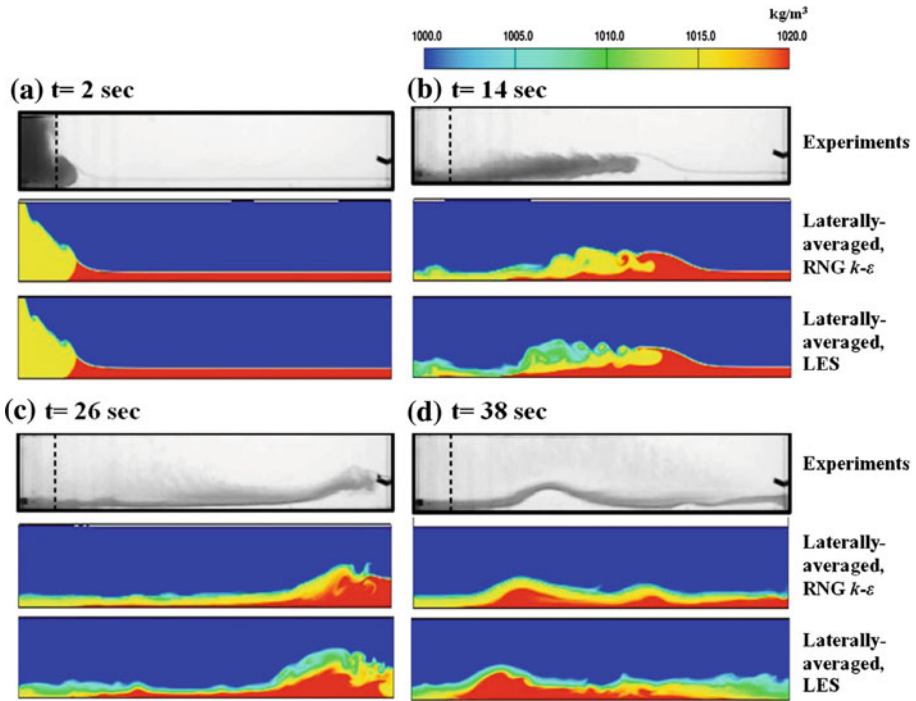 kg/m³
1000.0 1005.0 1010.0 1015.0 1020.0
(a) t= 2 sec
(b) t= 14 sec
Experiments
Laterally-
averaged,
RNG k-ε
Laterally-
averaged,
LES
(c) t= 26 sec
(d) t= 38 sec
Experiments
Laterally-
averaged,
RNG k-ε
Laterally-
averaged,
LES